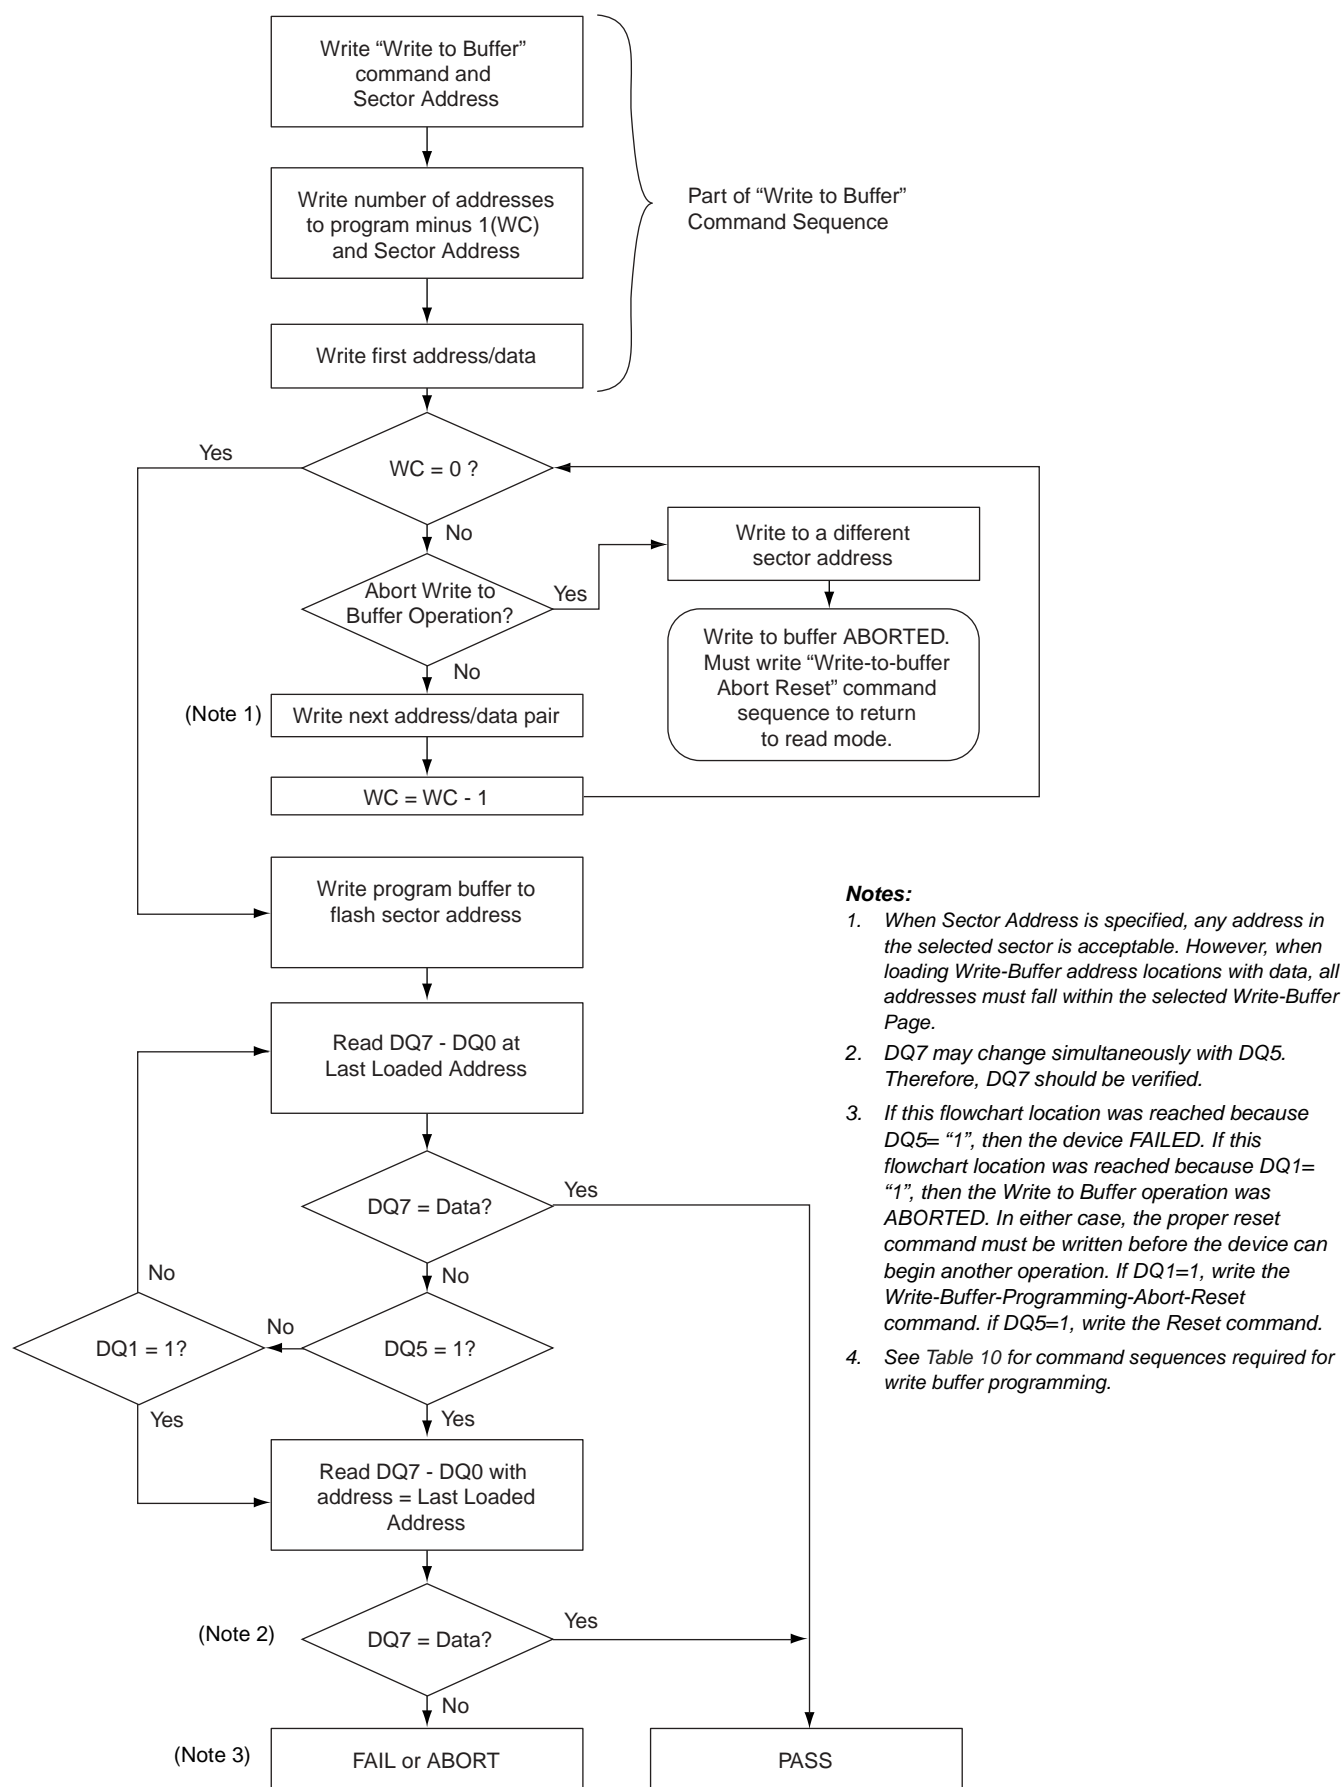 Write “Write to Buffer”
command and
Sector Address
Write number of addresses
to program minus 1(WC)
and Sector Address
Part of “Write to Buffer”
Command Sequence
Write first address/data
Yes
WC = 0 ?
No
Write to a different
sector address
Abort Write to
Buffer Operation?
Yes
No
Write to buffer ABORTED.
Must write “Write-to-buffer
Abort Reset” command
sequence to return
to read mode.
(Note 1)
Write next address/data pair
WC = WC - 1
Write program buffer to
flash sector address
Notes:
1. When Sector Address is specified, any address in
the selected sector is acceptable. However, when
loading Write-Buffer address locations with data, all
addresses must fall within the selected Write-Buffer
Page.
2. DQ7 may change simultaneously with DQ5.
Therefore, DQ7 should be verified.
3. If this flowchart location was reached because
DQ5= “1”, then the device FAILED. If this
flowchart location was reached because DQ1=
“1”, then the Write to Buffer operation was
ABORTED. In either case, the proper reset
command must be written before the device can
begin another operation. If DQ1=1, write the
Write-Buffer-Programming-Abort-Reset
command. if DQ5=1, write the Reset command.
4. See Table 10 for command sequences required for
write buffer programming.
Read DQ7 - DQ0 at
Last Loaded Address
DQ7 = Data?
Yes
No
No
DQ1 = 1?
No
DQ5 = 1?
Yes
Yes
Read DQ7 - DQ0 with
address = Last Loaded
Address
(Note 2)
DQ7 = Data?
Yes
No
(Note 3)
FAIL or ABORT
PASS